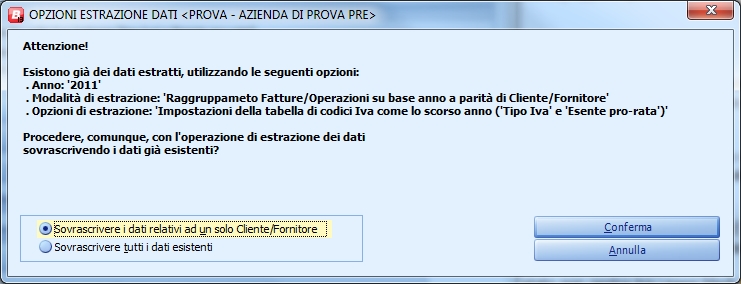 OPZIONI ESTRAZIONE DATI <PROVA - AZIENDA DI PROVA PRE>
Attenzione!
Esistono già dei dati estratti, utilizzando le seguenti opzioni:
. Anno: '2011'
. Modalità di estrazione: 'Raggruppameto Fatture/Operazioni su base anno a parità di Cliente/Fornitore'
. Opzioni di estrazione: 'Impostazioni della tabella di codici Iva come lo scorso anno ('Tipo Iva' e 'Esente pro-rata')'
Procedere, comunque, con l'operazione di estrazione dei dati
sovrascrivendo i dati già esistenti?
Sovrascrivere i dati relativi ad un solo Cliente/Fornitore
Sovrascrivere tutti i dati esistenti
Conferma
Annulla